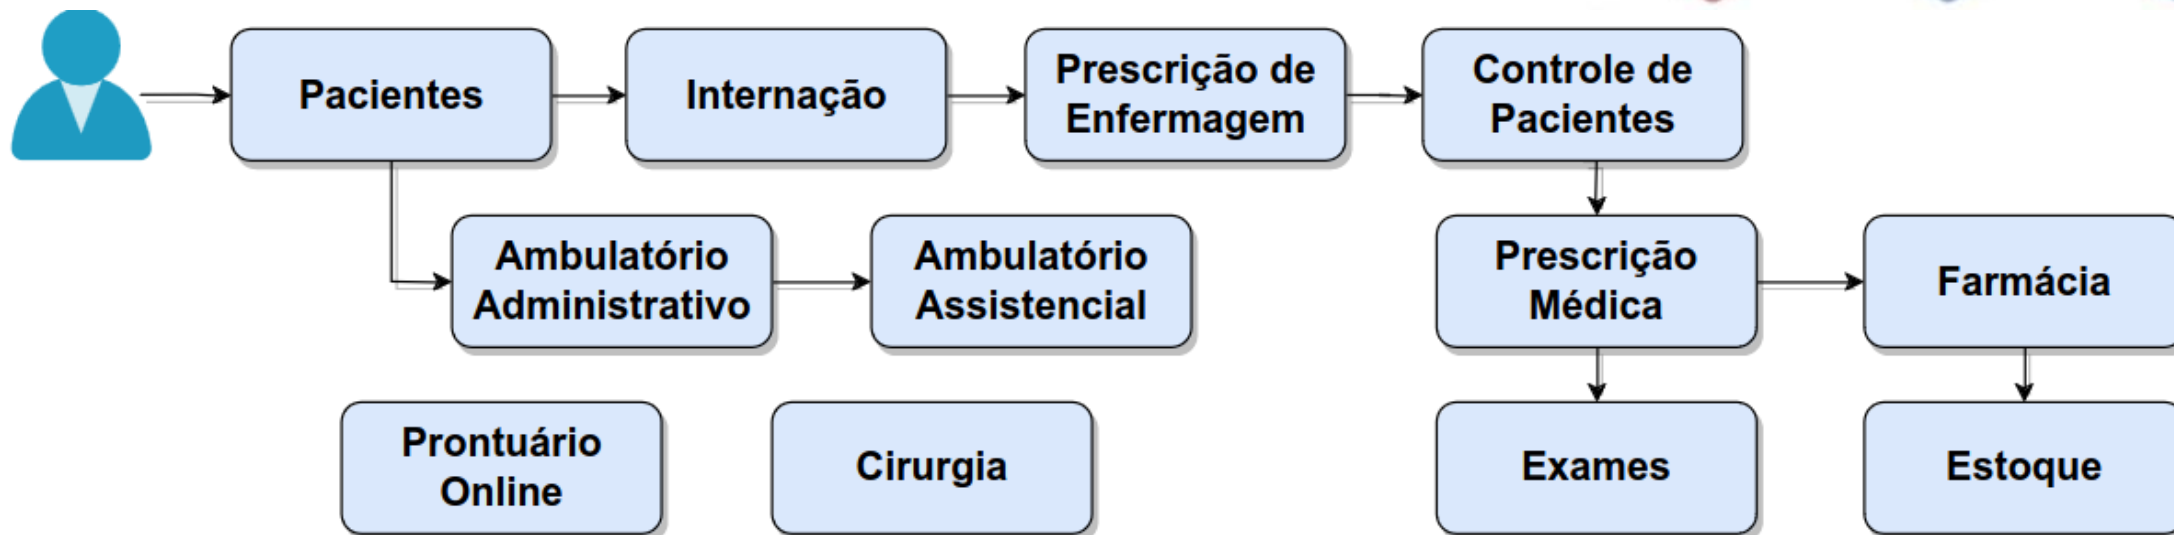 Pacientes
Internação
Prescrição de
Enfermagem
Controle de
Pacientes
Ambulatório
Administrativo
Ambulatório
Assistencial
Prescrição
Médica
Farmácia
Prontuário
Online
Cirurgia
Exames
Estoque